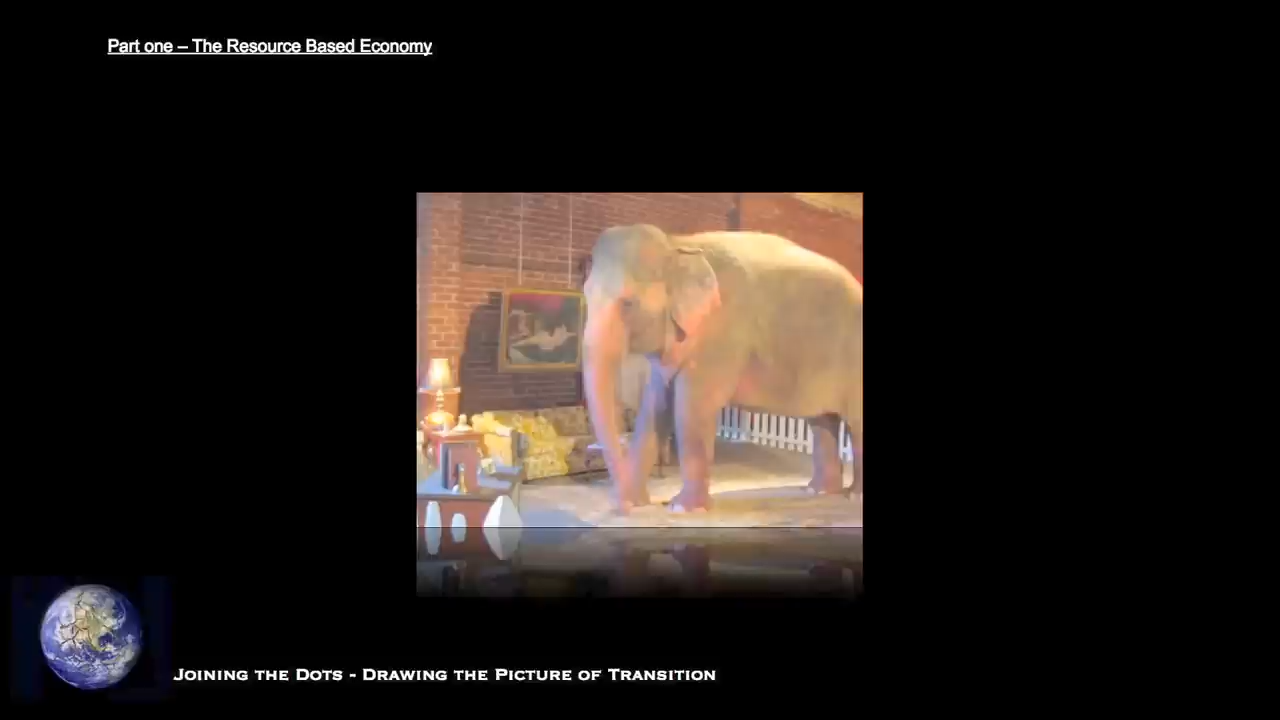 Part one – The Resource Based Economy
Joining the Dots - Drawing the Picture of Transition